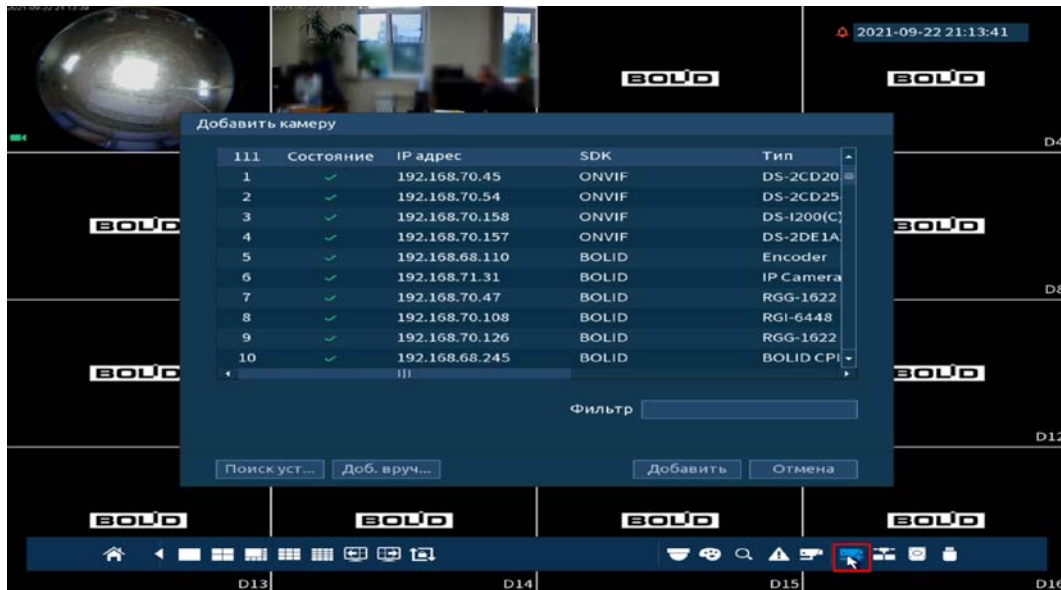 2021-09-22 21:13:41
BOLID
BOLID
Добавить камеру
D4
111 Состояние IP адрес SDK Тип
1 192.168.70.45 ONVIF DS-2CD20
2 192.168.70.54 ONVIF DS-2CD25
3 192.168.70.158 ONVIF DS-I200(C)
4 192.168.70.157 ONVIF DS-2DE1A
5 192.168.68.110 BOLID Encoder
6 192.168.71.31 BOLID IP Camera
7 192.168.70.47 BOLID RGG-1622
8 192.168.70.108 BOLID RGI-6448
9 192.168.70.126 BOLID RGG-1622
10 192.168.68.245 BOLID BOLID CPI
BOLID
BOLID
D8
BOLID
BOLID
Фильтр
D12
Поиск уст... Доб. вруч... Добавить Отмена
BOLID
BOLID
BOLID
BOLID
D13
D14
D15
D16